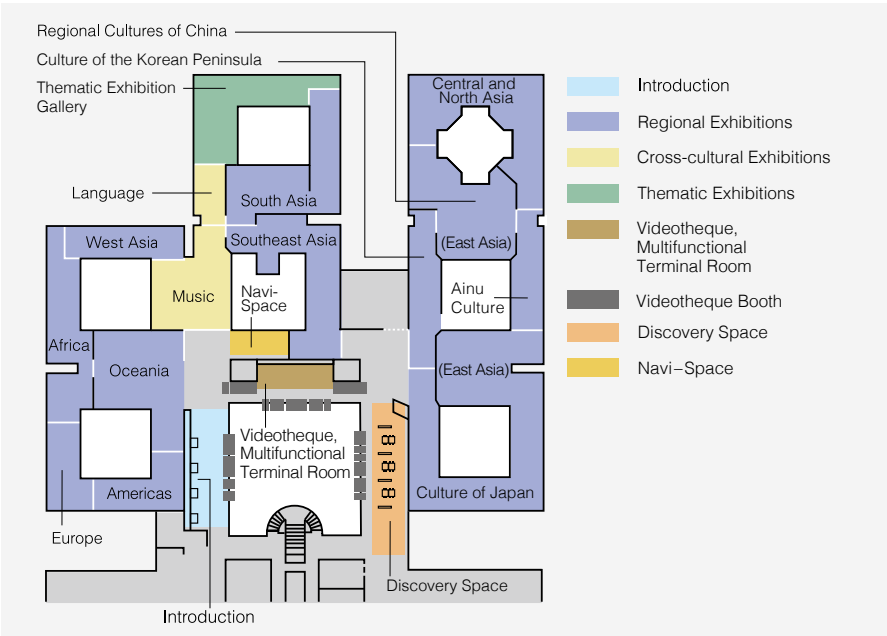 Regional Cultures of China
Culture of the Korean Peninsula
Thematic Exhibition
Gallery
Language
West Asia
Music
South Asia
Southeast Asia
Navi-
Space
Africa
Oceania
Americas
Europe
Introduction
Videotheque,
Multifunctional
Terminal Room
Central and
North Asia
(East Asia)
Ainu
Culture
(East Asia)
Culture of Japan
Discovery Space
Introduction
Regional Exhibitions
Cross-cultural Exhibitions
Thematic Exhibitions
Videotheque,
Multifunctional
Terminal Room
Videotheque Booth
Discovery Space
Navi–Space